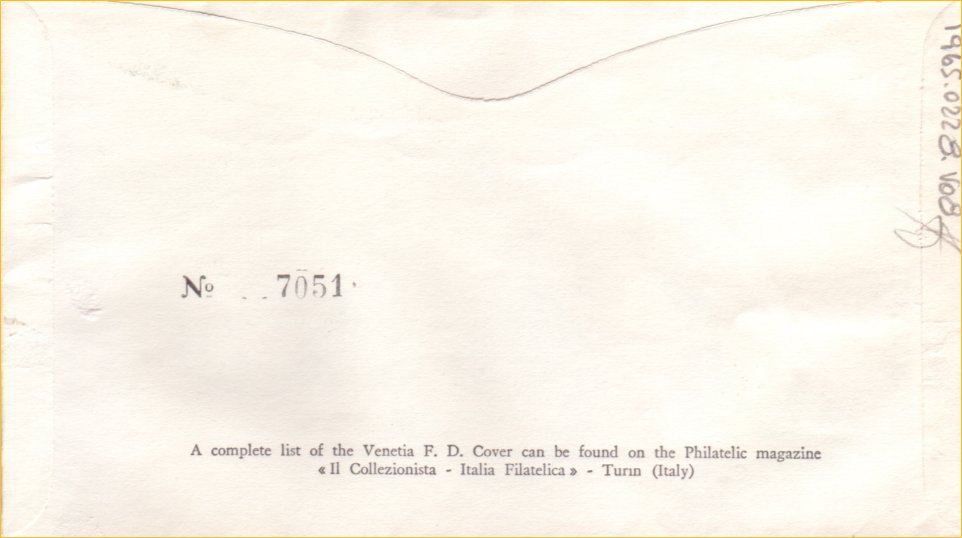 1965.0228.V08
Nº 7051
A complete list of the Venetia F. D. Cover can be found on the Philatelic magazine
« Il Collezionista - Italia Filatelica » - Turin (Italy)